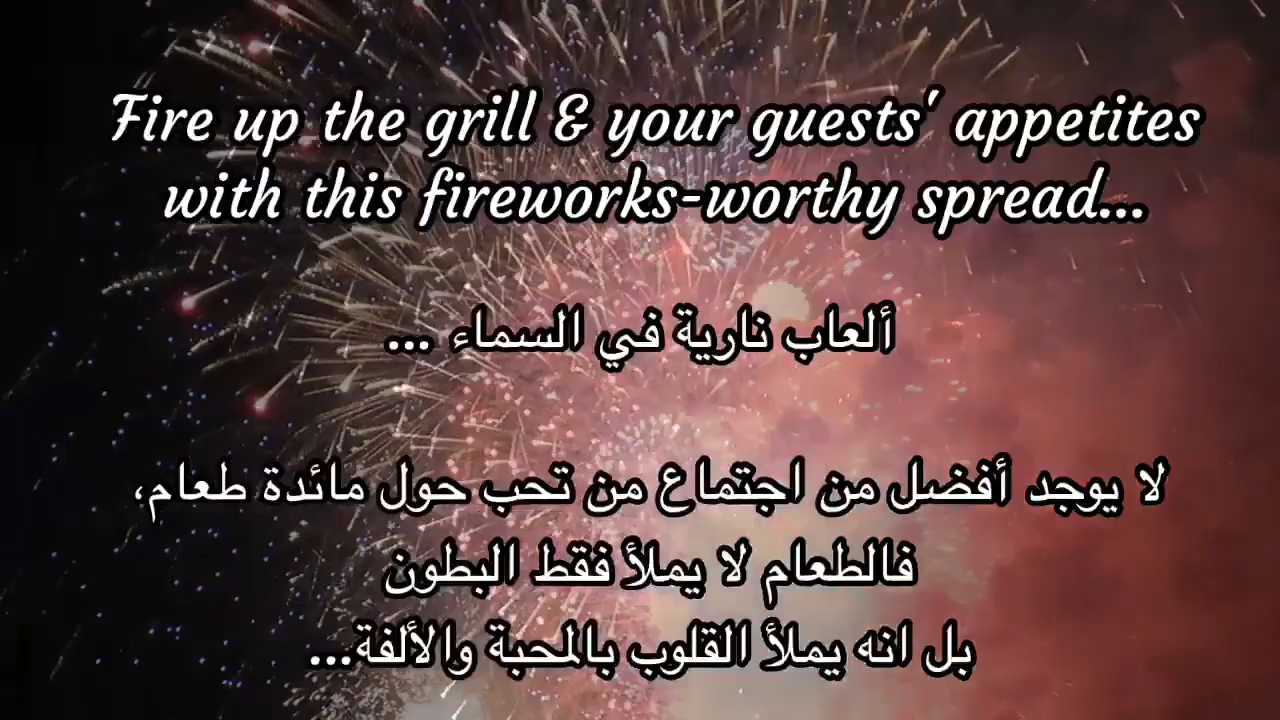 Fire up the grill & your guests' appetites
with this fireworks-worthy spread...
ألعاب نارية في السماء ...
لا يوجد أفضل من اجتماع من تحب حول مائدة طعام،
فالطعام لا يملأ فقط البطون
بل انه يملأ القلوب بالمحبة والألفة...